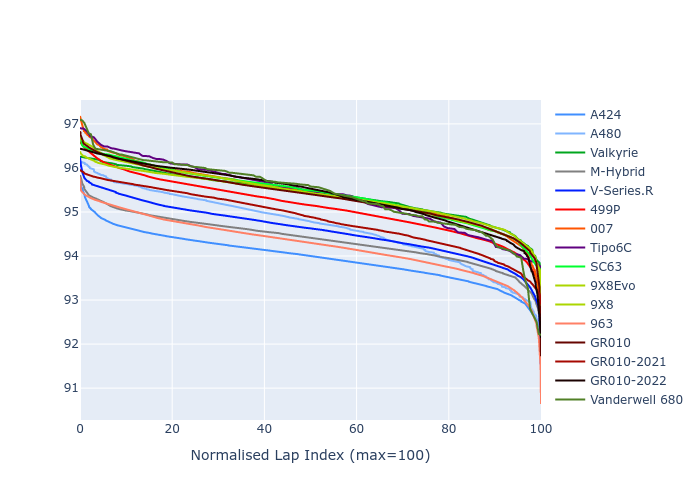 97
96
95
94
93
92
91
0 20 40 60 80 100
Normalised Lap Index (max=100)
A424
A480
Valkyrie
M-Hybrid
V-Series.R
499P
007
Tipo6C
SC63
9X8Evo
9X8
963
GR010
GR010-2021
GR010-2022
Vanderwell 680